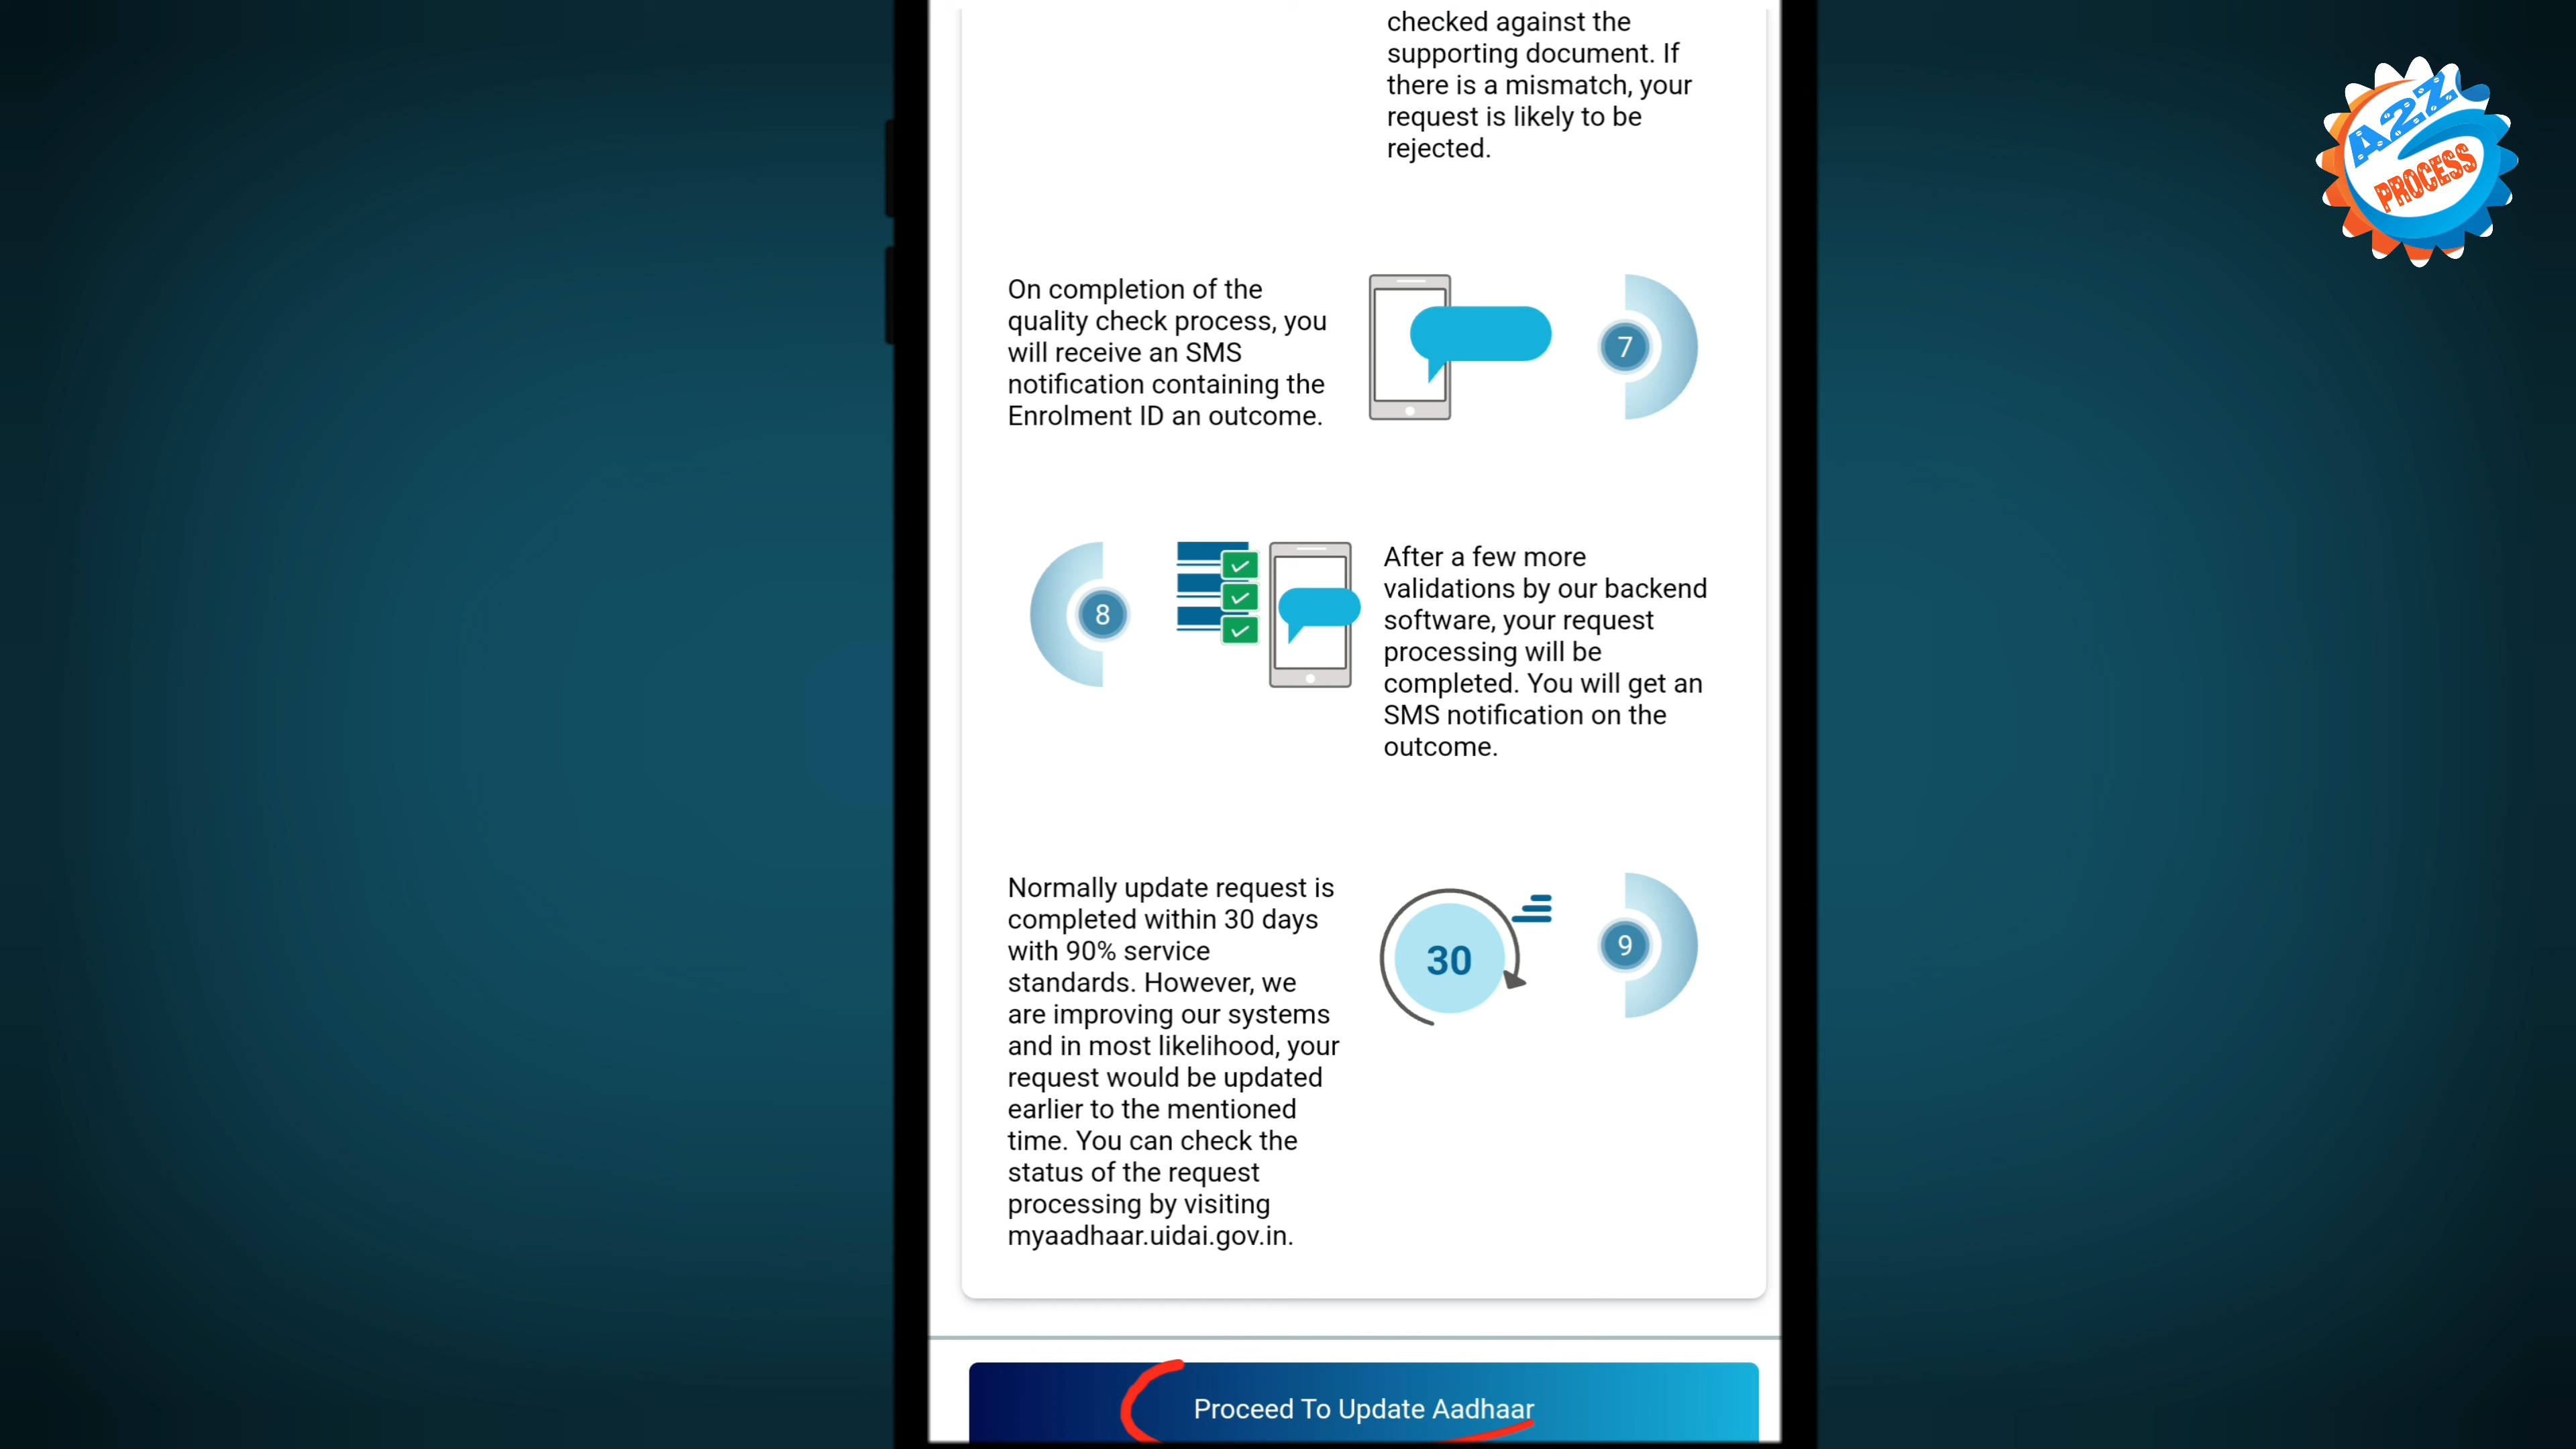 checked against the
supporting document. If
there is a mismatch, your
request is likely to be
rejected.
A2Z
PROCESS
On completion of the
quality check process, you
will receive an SMS
notification containing the
Enrolment ID an outcome.
7
8
After a few more
validations by our backend
software, your request
processing will be
completed. You will get an
SMS notification on the
outcome.
Normally update request is
completed within 30 days
with 90% service
standards. However, we
are improving our systems
and in most likelihood, your
request would be updated
earlier to the mentioned
time. You can check the
status of the request
processing by visiting
myaadhaar.uidai.gov.in.
30
9
Proceed To Update Aadhaar